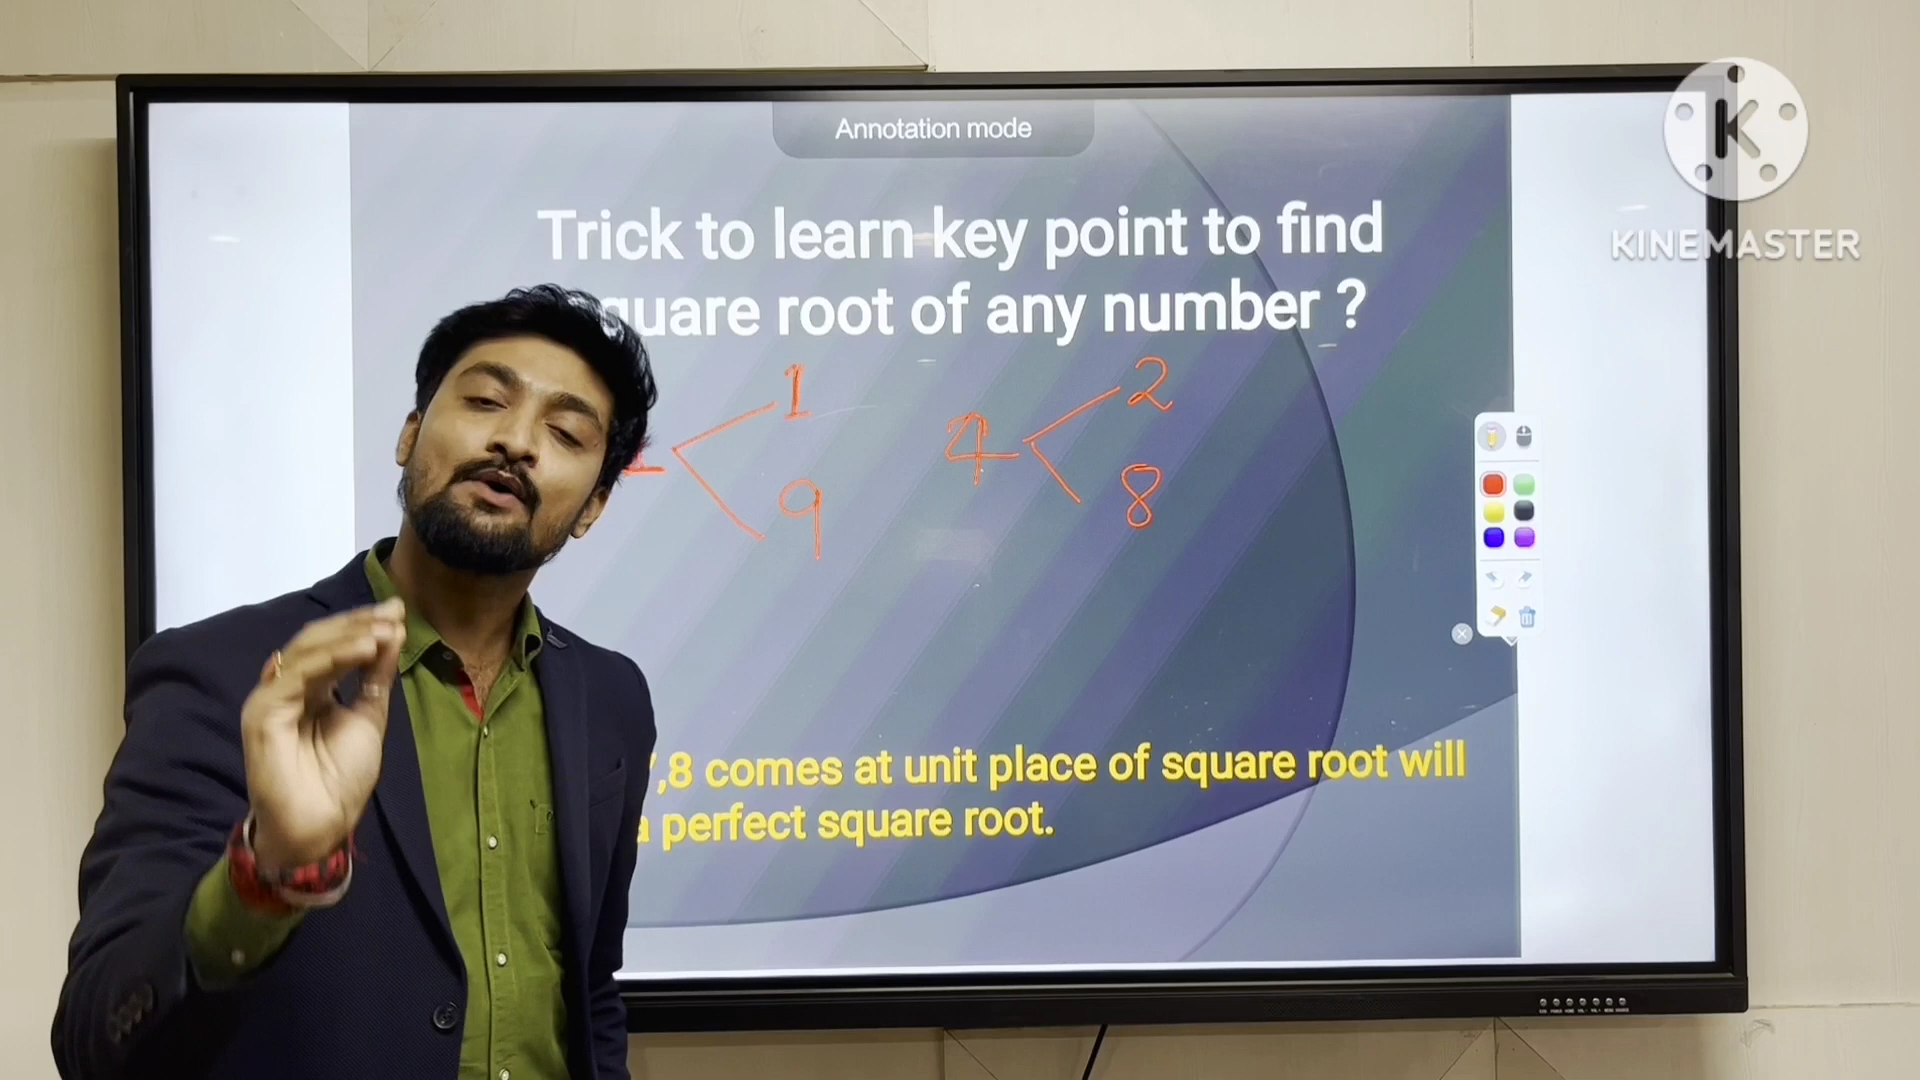 Annotation mode
K
KINEMASTER
Trick to learn key point to find
square root of any number ?
1
9
4
2
8
,8 comes at unit place of square root will
a perfect square root.